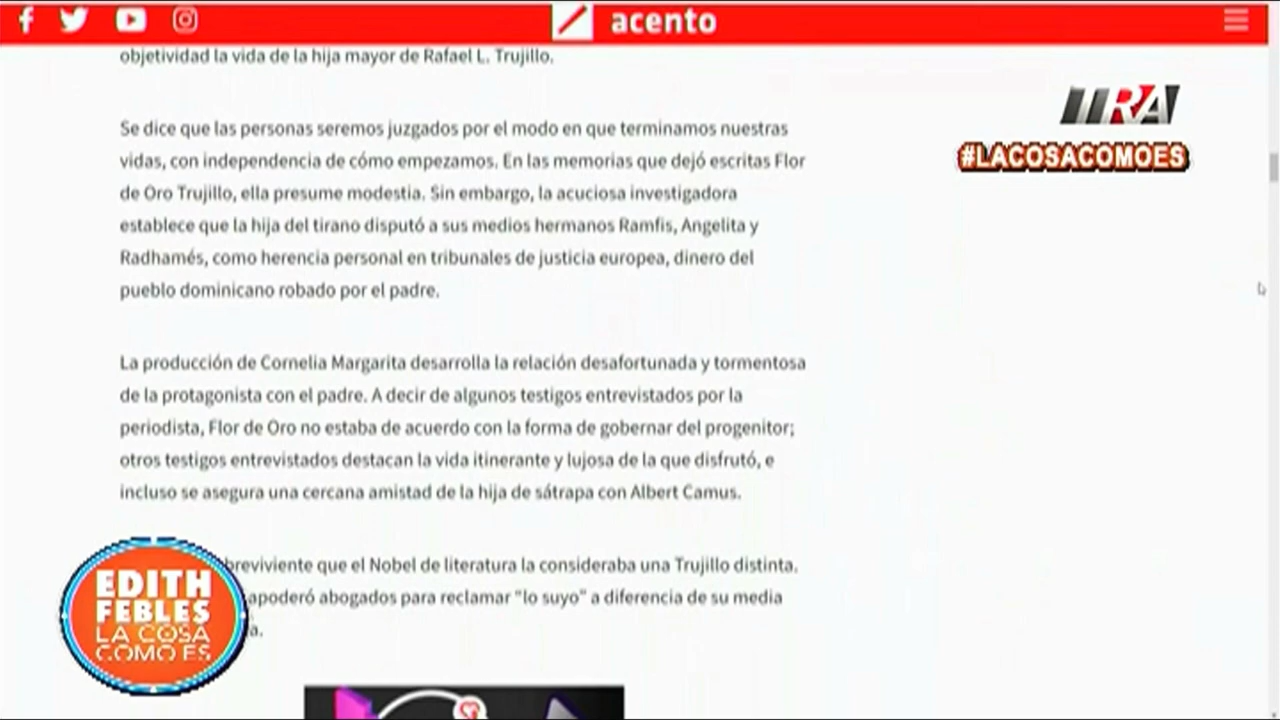 acento
objetividad la vida de la hija mayor de Rafael L. Trujillo.
TRA
#LACOSACOMOES
Se dice que las personas seremos juzgados por el modo en que terminamos nuestras
vidas, con independencia de cómo empezamos. En las memorias que dejó escritas Flor
de Oro Trujillo, ella presume modestia. Sin embargo, la acuciosa investigadora
establece que la hija del tirano disputó a sus medios hermanos Ramfis, Angelita y
Radhamés, como herencia personal en tribunales de justicia europea, dinero del
pueblo dominicano robado por el padre.
La producción de Cornelia Margarita desarrolla la relación desafortunada y tormentosa
de la protagonista con el padre. A decir de algunos testigos entrevistados por la
periodista, Flor de Oro no estaba de acuerdo con la forma de gobernar del progenitor;
otros testigos entrevistados destacan la vida itinerante y lujosa de la que disfrutó, e
incluso se asegura una cercana amistad de la hija de sátrapa con Albert Camus.
breviviente que el Nobel de literatura la consideraba una Trujillo distinta.
apoderó abogados para reclamar "lo suyo" a diferencia de su media
a.
EDITH
FEBLES
LA COSA
COMO ES